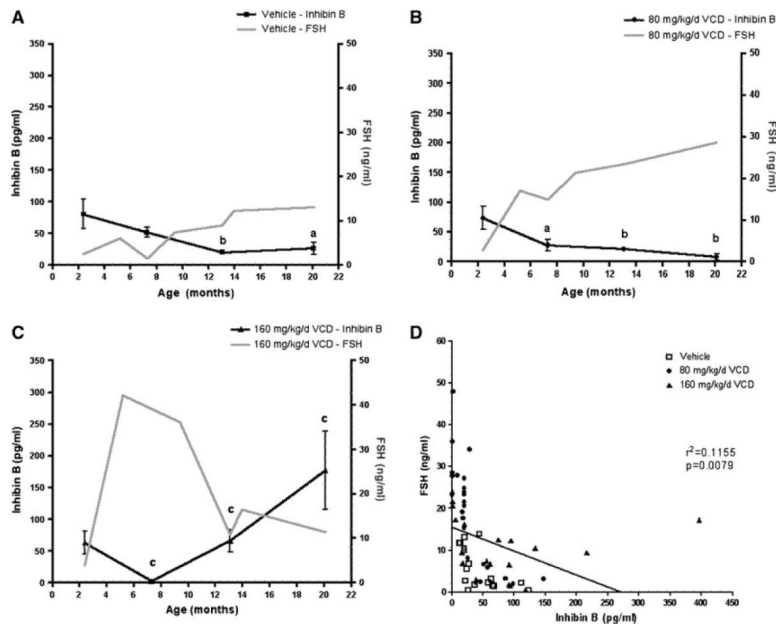 A
Vehicle - Inhibin B
Vehicle - FSH
350
300
250
200
150
100
50
0
Inhibin B (pg/ml)
50
40
30
20
10
0
FSH (ng/ml)
b
a
0 2 4 6 8 10 12 14 16 18 20 22
Age (months)
B
80 mg/kg/d VCD - Inhibin B
80 mg/kg/d VCD - FSH
350
300
250
200
150
100
50
0
Inhibin B (pg/ml)
50
40
30
20
10
0
FSH (ng/ml)
a
b
b
0 2 4 6 8 10 12 14 16 18 20 22
Age (months)
C
160 mg/kg/d VCD - Inhibin B
160 mg/kg/d VCD - FSH
350
300
250
200
150
100
50
0
Inhibin B (pg/ml)
50
40
30
20
10
0
FSH (ng/ml)
c
c
c
0 2 4 6 8 10 12 14 16 18 20 22
Age (months)
D
Vehicle
80 mg/kg/d VCD
160 mg/kg/d VCD
60
50
40
30
20
10
0
FSH (ng/ml)
r²=0.1155
p=0.0079
0 50 100 150 200 250 300 350 400 450
Inhibin B (pg/ml)